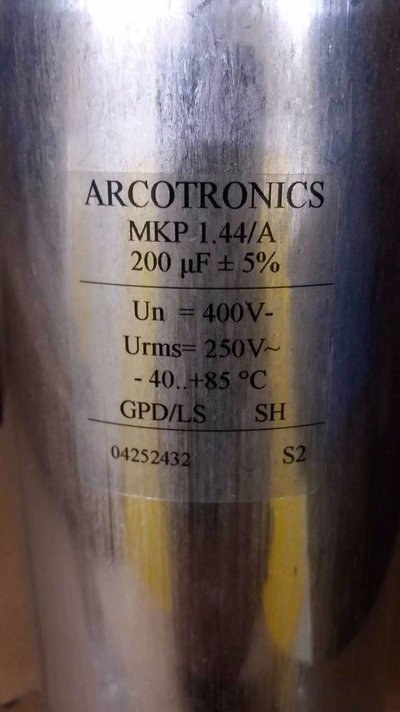 ARCOTRONICS
MKP 1.44/A
200 µF ± 5%
Un = 400V-
Urms= 250V~
- 40..+85 °C
GPD/LS SH
04252432 S2